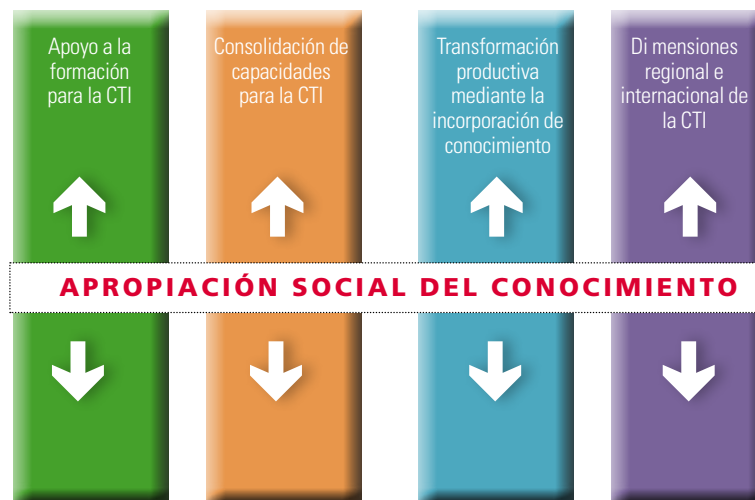 Apoyo a la
formación
para la CTI
Consolidación de
capacidades
para la CTI
Transformación
productiva
mediante la
incorporación de
conocimiento
Di mensiones
regional e
internacional de
la CTI
APROPIACIÓN SOCIAL DEL CONOCIMIENTO